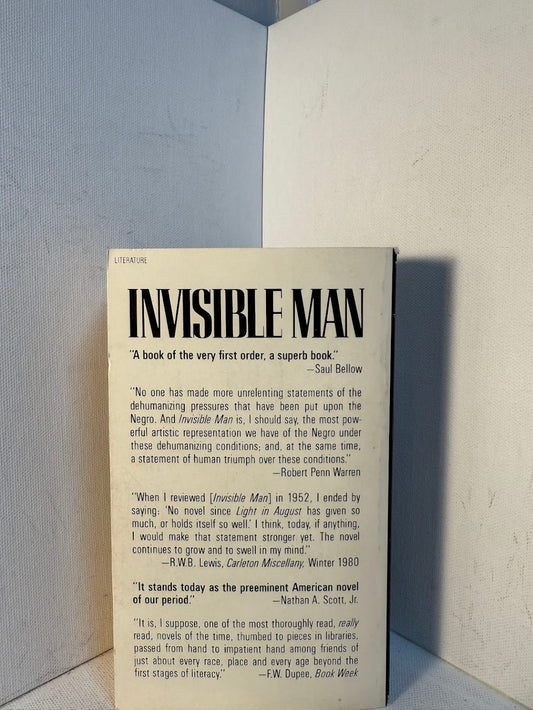 LITERATURE
INVISIBLE MAN
"A book of the very first order, a superb book."
—Saul Bellow
"No one has made more unrelenting statements of the
dehumanizing pressures that have been put upon the
Negro. And Invisible Man is, I should say, the most pow-
erful artistic representation we have of the Negro under
these dehumanizing conditions; and, at the same time,
a statement of human triumph over these conditions."
—Robert Penn Warren
"When I reviewed [Invisible Man] in 1952, I ended by
saying: 'No novel since Light in August has given so
much, or holds itself so well.' I think, today, if anything,
I would make that statement stronger yet. The novel
continues to grow and to swell in my mind."
—R.W.B. Lewis, Carleton Miscellany, Winter 1980
"It stands today as the preeminent American novel
of our period." —Nathan A. Scott, Jr.
"It is, I suppose, one of the most thoroughly read, really
read, novels of the time, thumbed to pieces in libraries,
passed from hand to impatient hand among friends of
just about every race, place and every age beyond the
first stages of literacy." —F.W. Dupee, Book Week